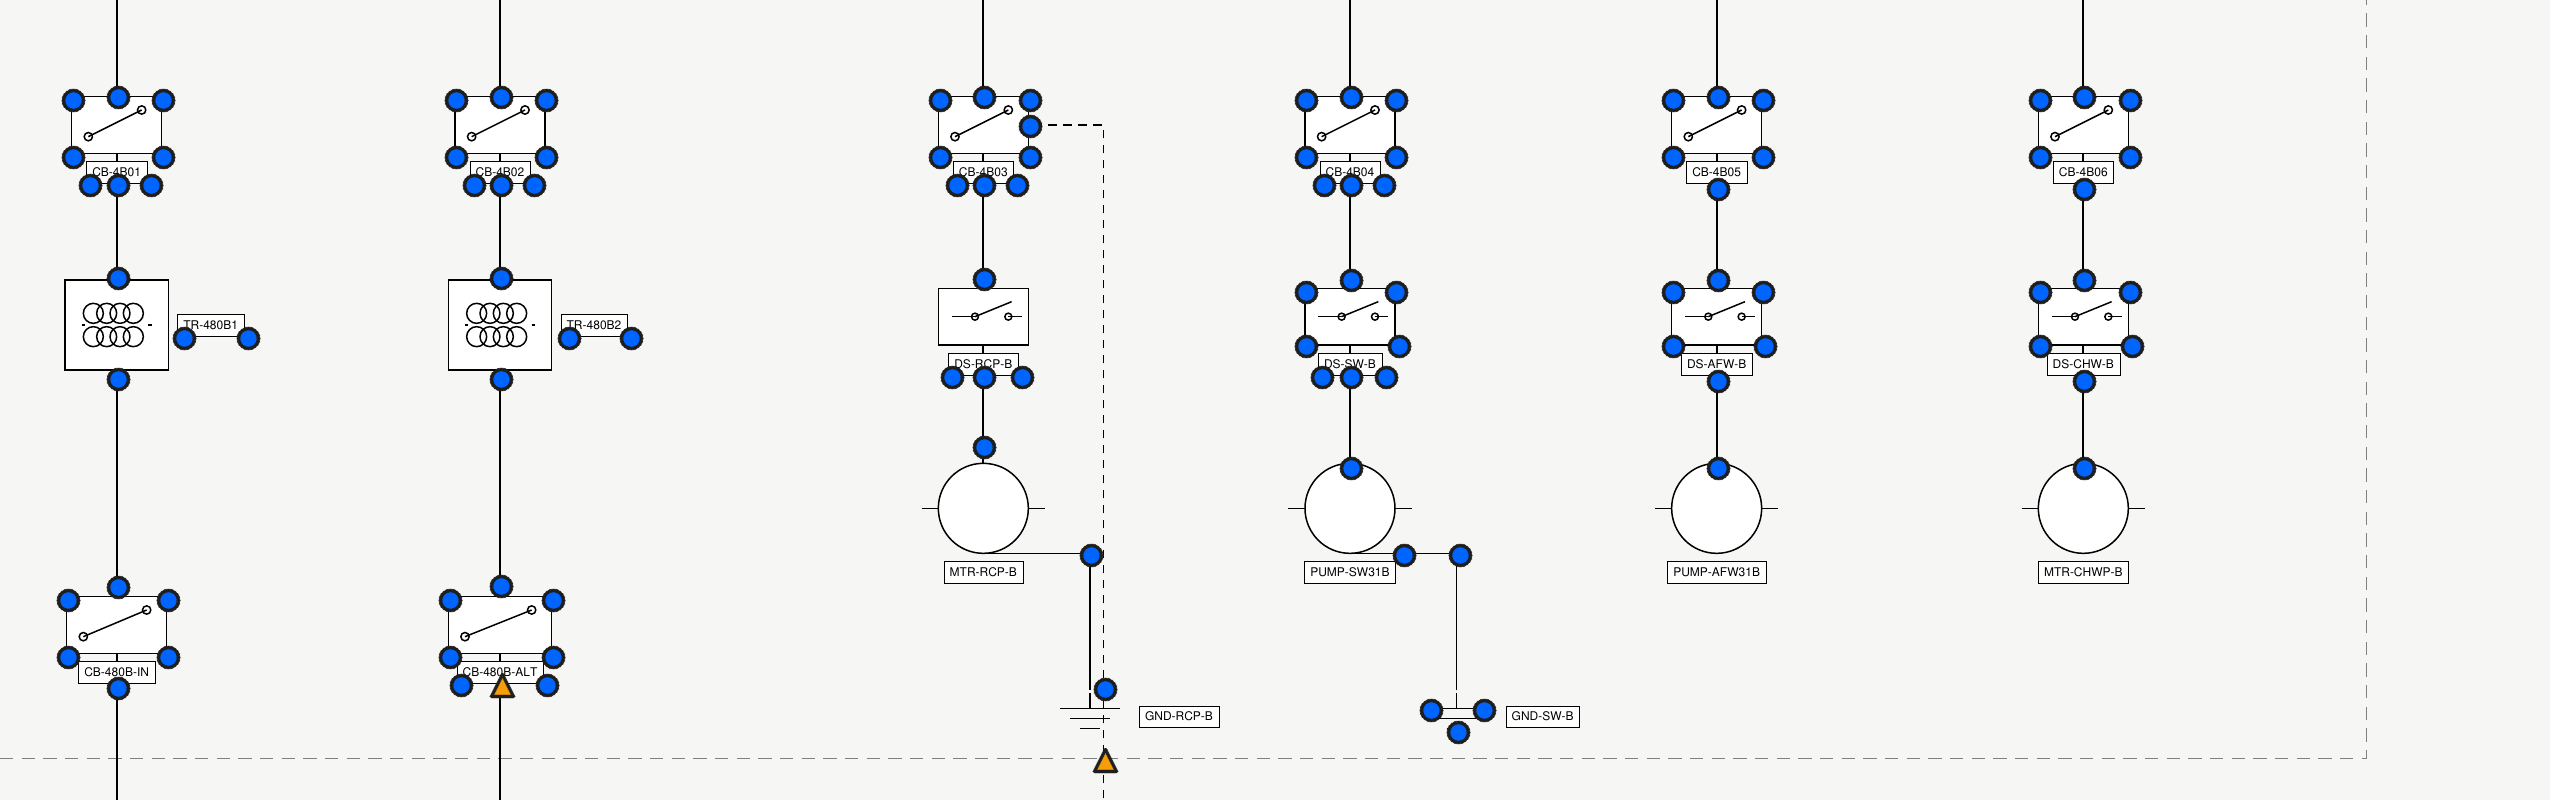 CB-4B01
CB-4B02
CB-4B03
CB-4B04
CB-4B05
CB-4B06
TR-480B1
TR-480B2
DS-RCP-B
DS-SW-B
DS-AFW-B
DS-CHW-B
MTR-RCP-B
PUMP-SW31B
PUMP-AFW31B
MTR-CHWP-B
CB-480B-IN
CB-480B-ALT
GND-RCP-B
GND-SW-B